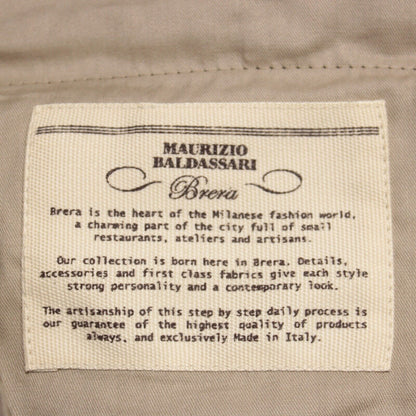 MAURIZIO
BALDASSARI
Brera
Brera is the heart of the Milanese fashion world,
a charming part of the city full of small
restaurants, ateliers and artisans.
Our collection is born here in Brera. Details,
accessories and first class fabrics give each style
strong personality and a contemporary look.
The artisanship of this step by step daily process is
our guarantee of the highest quality of products
always, and exclusively Made in Italy.